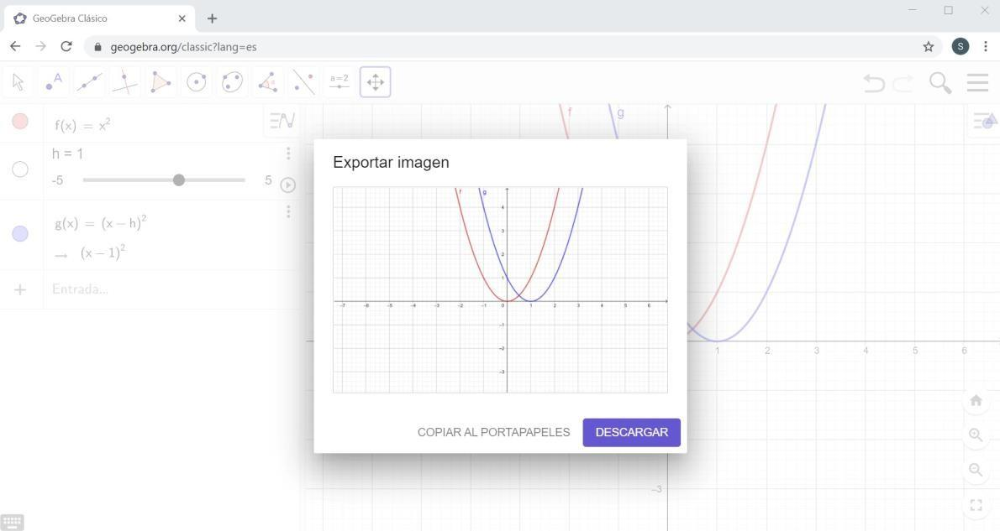 GeoGebra Clásico
geogebra.org/classic?lang=es
S
A
α
a=2
f(x) = x²
h = 1
-5
5
g(x) = (x − h)²
→ (x − 1)²
Entrada...
f
g
Exportar imagen
f
g
4
3
2
1
-7 -6 -5 -4 -3 -2 -1 0 1 2 3 4 5 6
-1
-2
-3
1 2 3 4 5 6
COPIAR AL PORTAPAPELES
DESCARGAR
-3